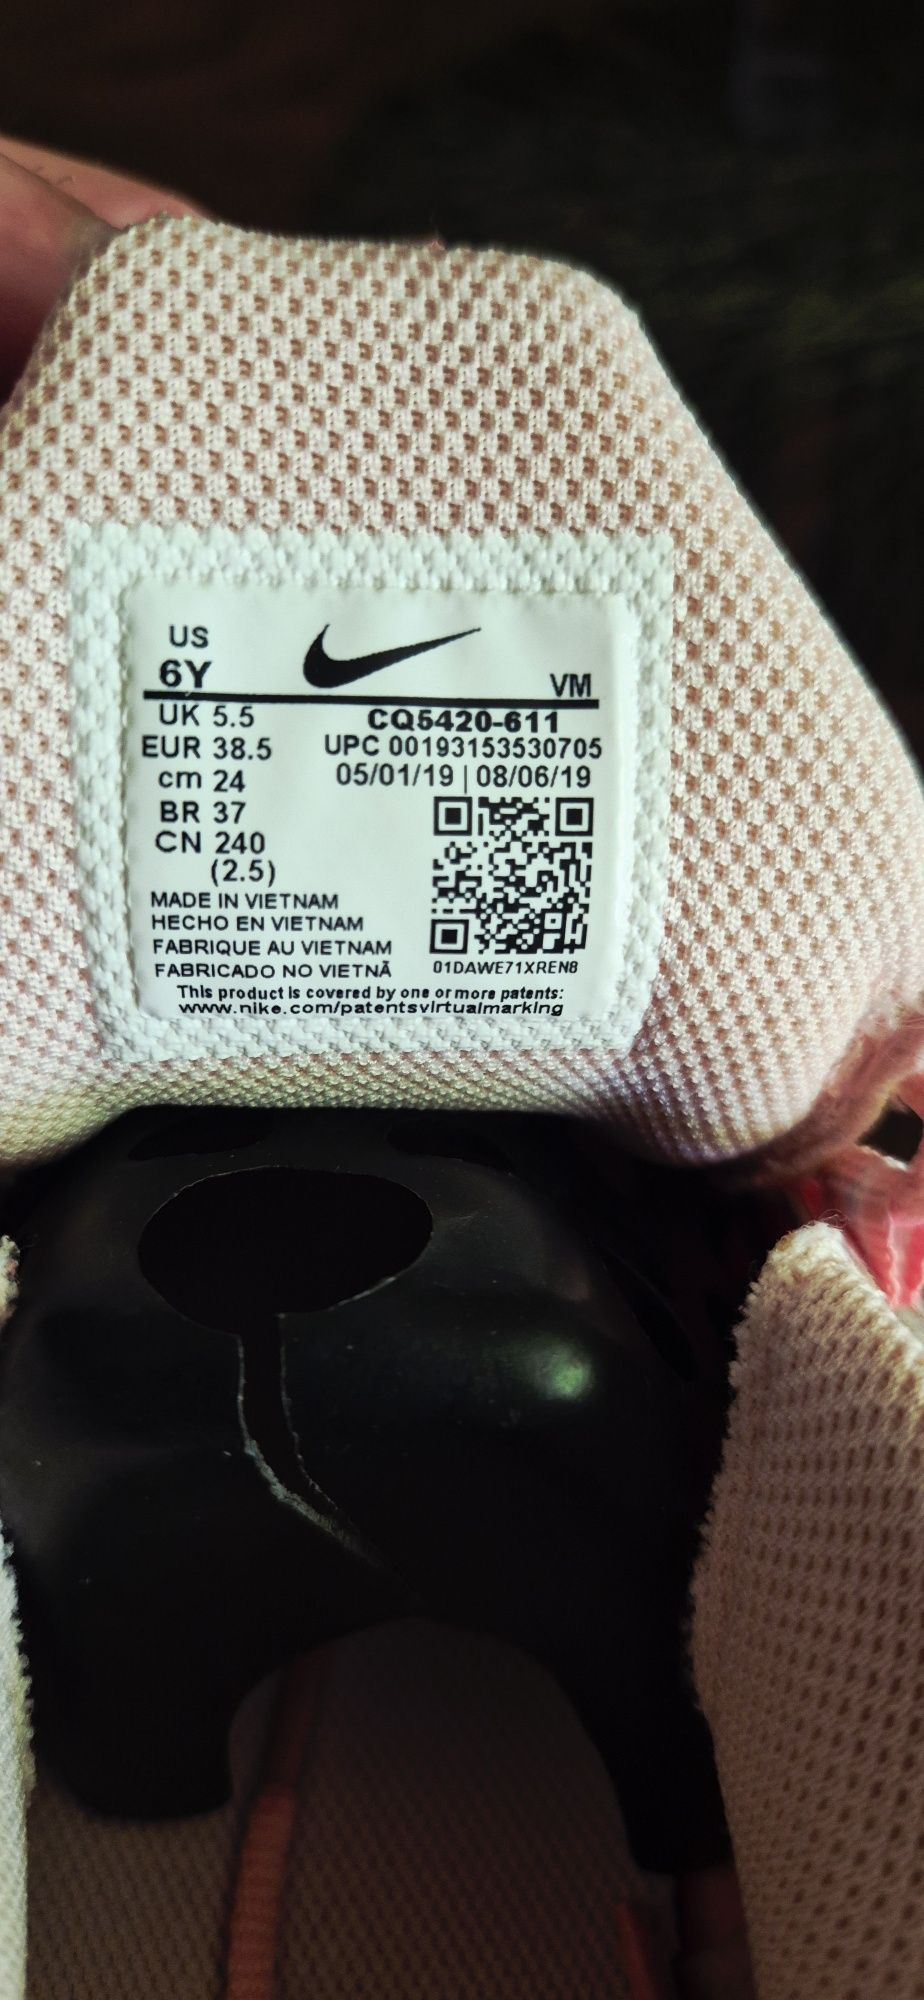 US
6Y
VM
UK 5.5
CQ5420-611
EUR 38.5
UPC 00193153530705
cm 24
05/01/19 | 08/06/19
BR 37
CN 240
(2.5)
MADE IN VIETNAM
HECHO EN VIETNAM
FABRIQUE AU VIETNAM
FABRICADO NO VIETNÃ
01DAWE71XREN8
This product is covered by one or more patents:
www.nike.com/patentsvirtualmarking